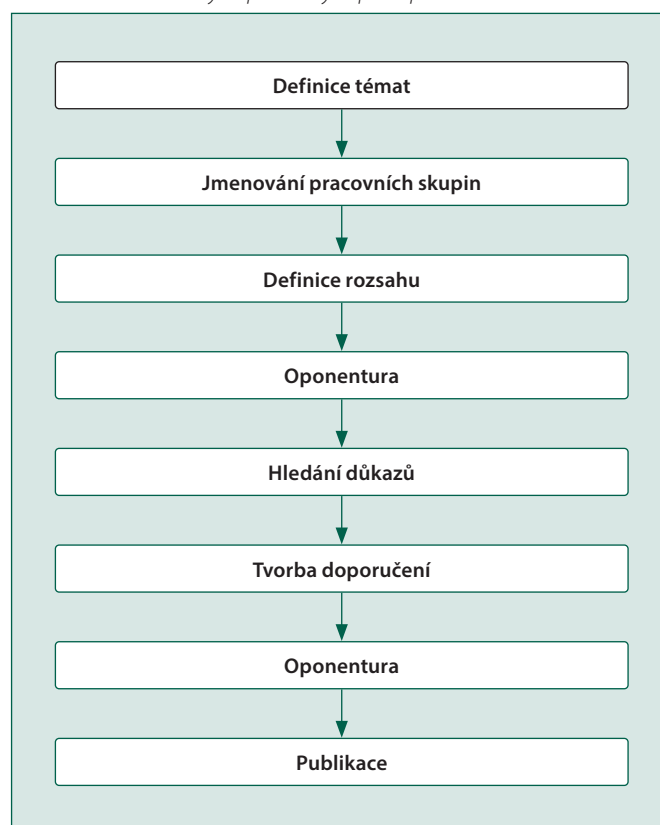 Definice témat
Jmenování pracovních skupin
Definice rozsahu
Oponentura
Hledání důkazů
Tvorba doporučení
Oponentura
Publikace